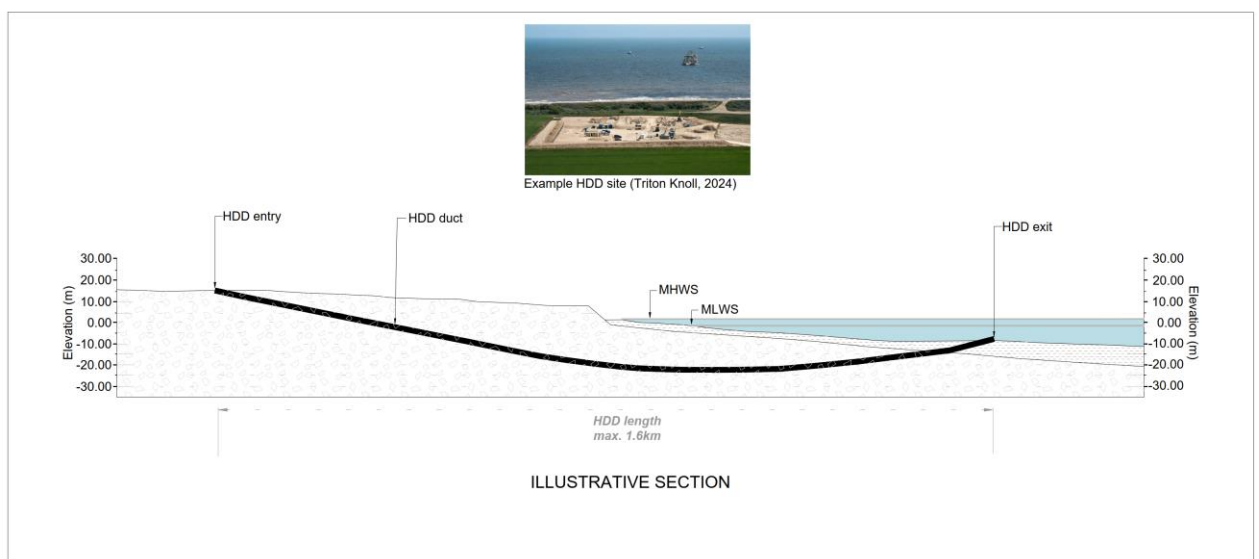 Example HDD site (Triton Knoll, 2024)
HDD entry
HDD duct
HDD exit
MHWS
MLWS
Elevation (m)
30.00
20.00
10.00
0.00
-10.00
-20.00
-30.00
30.00
20.00
10.00
0.00
-10.00
-20.00
-30.00
Elevation (m)
HDD length
max. 1.6km
ILLUSTRATIVE SECTION